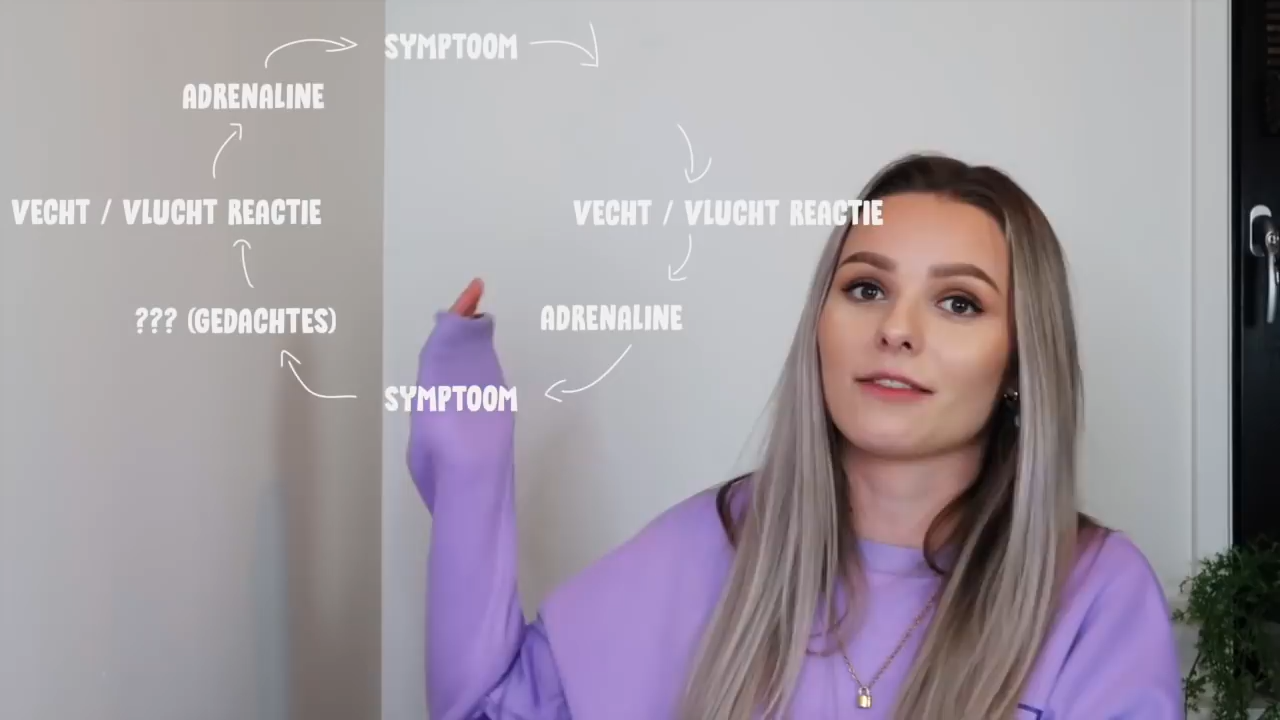 SYMPTOOM
ADRENALINE
VECHT / VLUCHT REACTIE
VECHT / VLUCHT REACTIE
??? (GEDACHTES)
ADRENALINE
SYMPTOOM